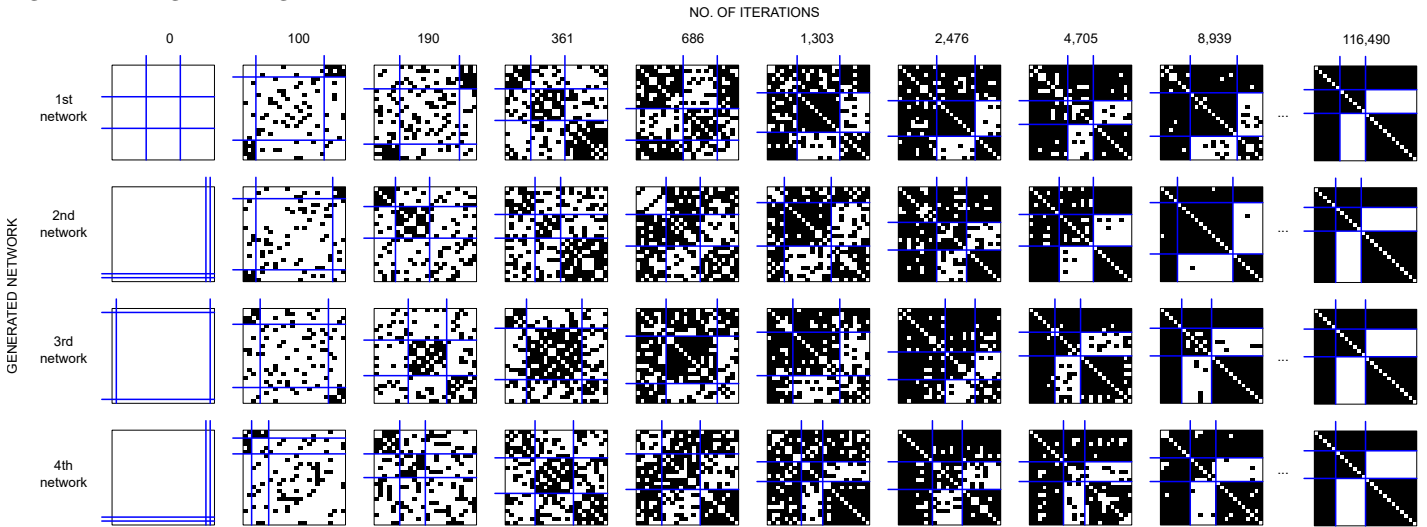 NO. OF ITERATIONS
0 100 190 361 686 1,303 2,476 4,705 8,939 116,490
GENERATED NETWORK
1st
network
...
2nd
network
...
3rd
network
...
4th
network
...